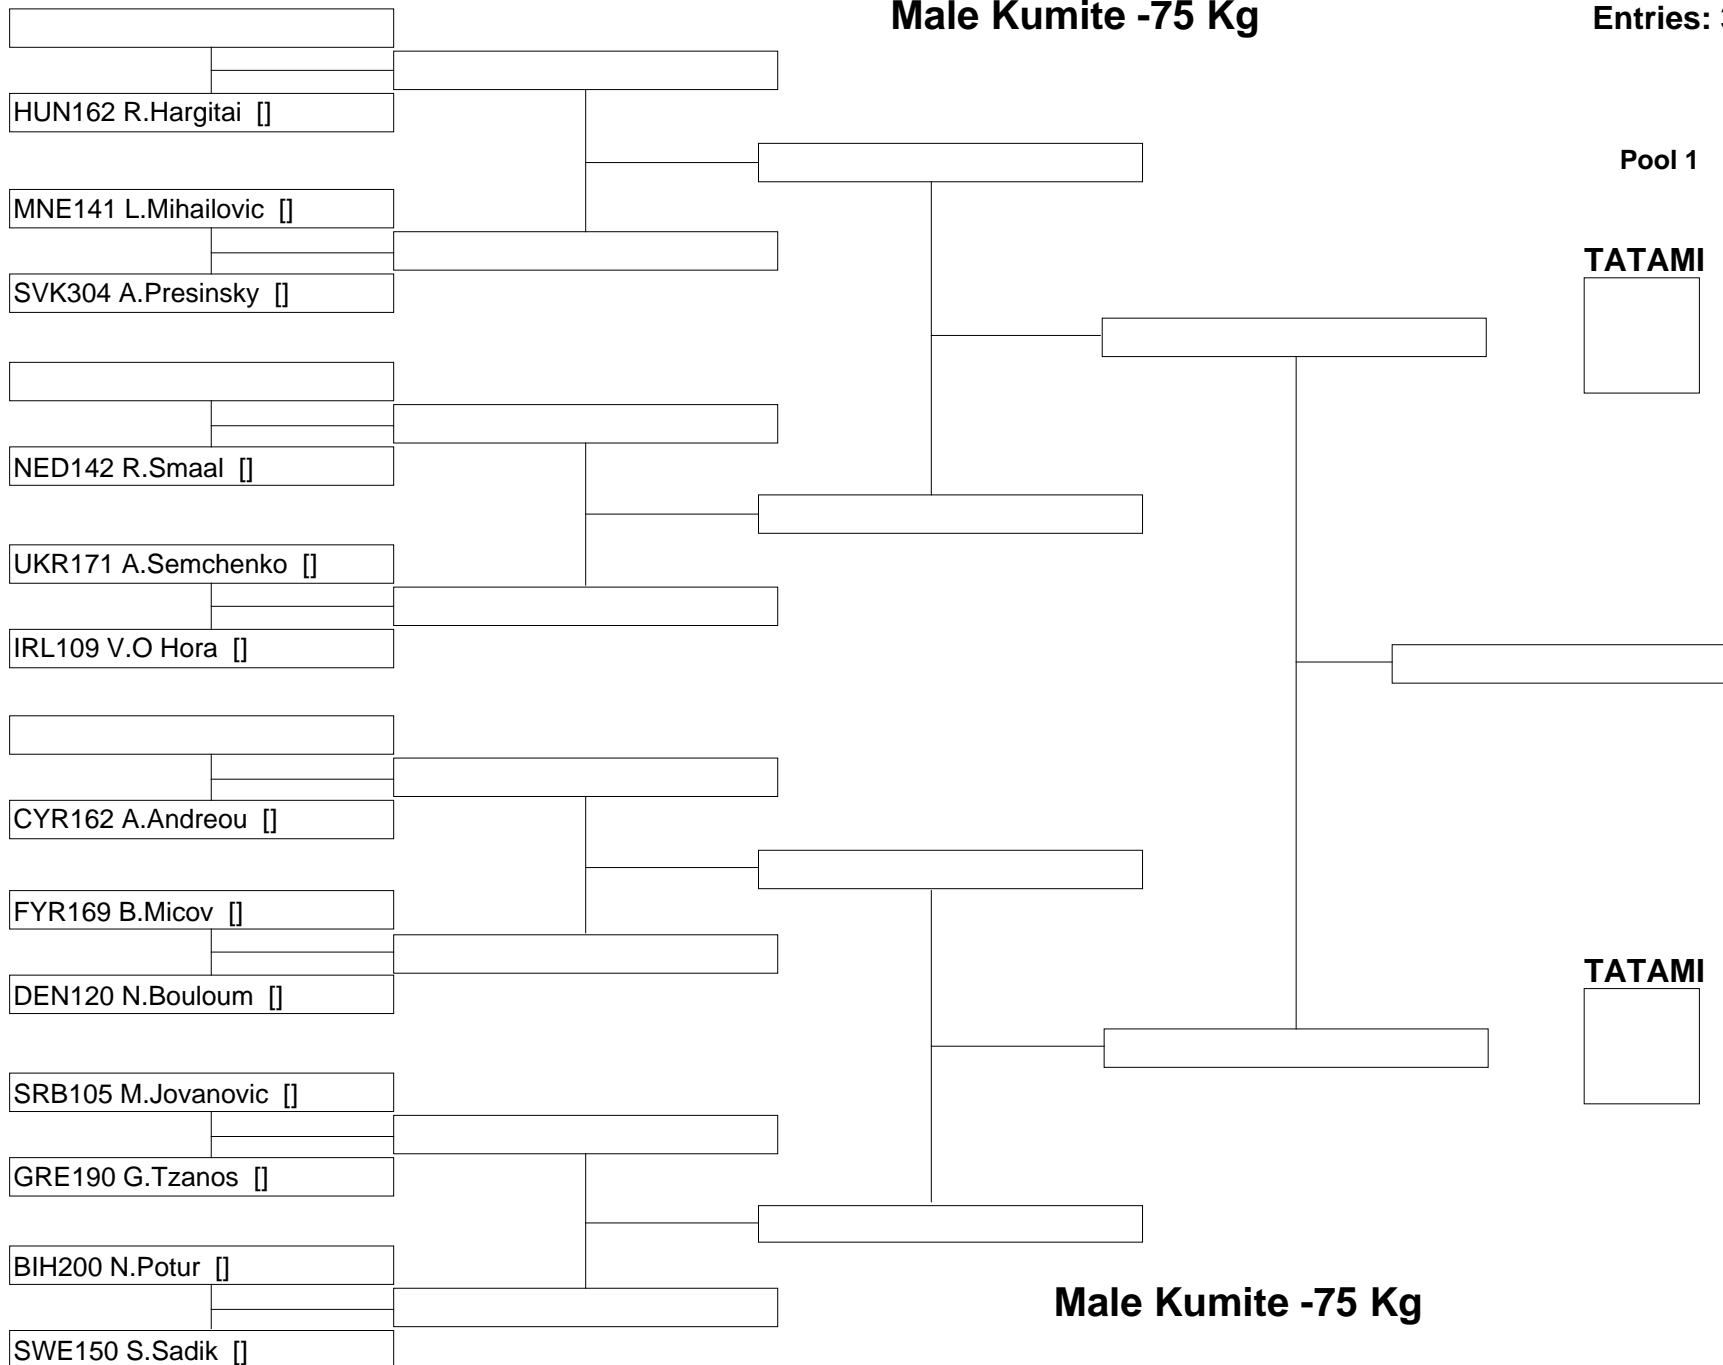 Male Kumite -75 Kg
Entries:
HUN162 R.Hargitai []
Pool 1
MNE141 L.Mihailovic []
TATAMI
SVK304 A.Presinsky []
NED142 R.Smaal []
UKR171 A.Semchenko []
IRL109 V.O Hora []
CYR162 A.Andreou []
FYR169 B.Micov []
TATAMI
DEN120 N.Bouloum []
SRB105 M.Jovanovic []
GRE190 G.Tzanos []
BIH200 N.Potur []
Male Kumite -75 Kg
SWE150 S.Sadik []